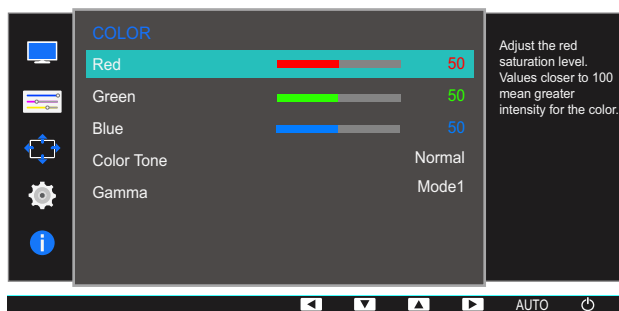 COLOR
Red 50
Green 50
Blue 50
Color Tone Normal
Gamma Mode1
Adjust the red
saturation level.
Values closer to 100
mean greater
intensity for the color.
AUTO